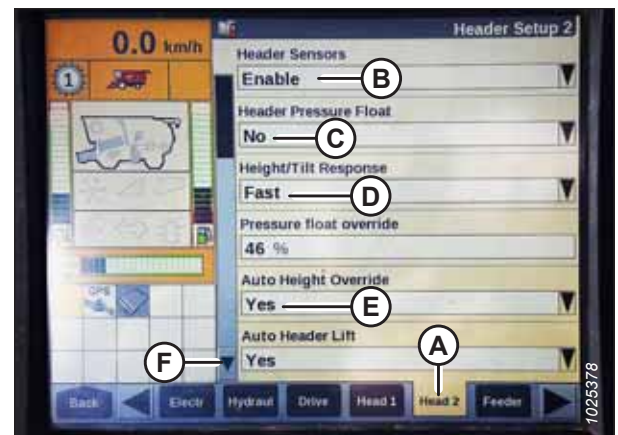 0.0 km/h
Header Setup 2
1
Header Sensors
Enable
B
Header Pressure Float
No
C
Height/Tilt Response
Fast
D
Pressure float override
46 %
Auto Height Override
Yes
E
GPS
Auto Header Lift
Yes
F
A
Back
Electr
Hydraul
Drive
Head 1
Head 2
Feeder
1025378